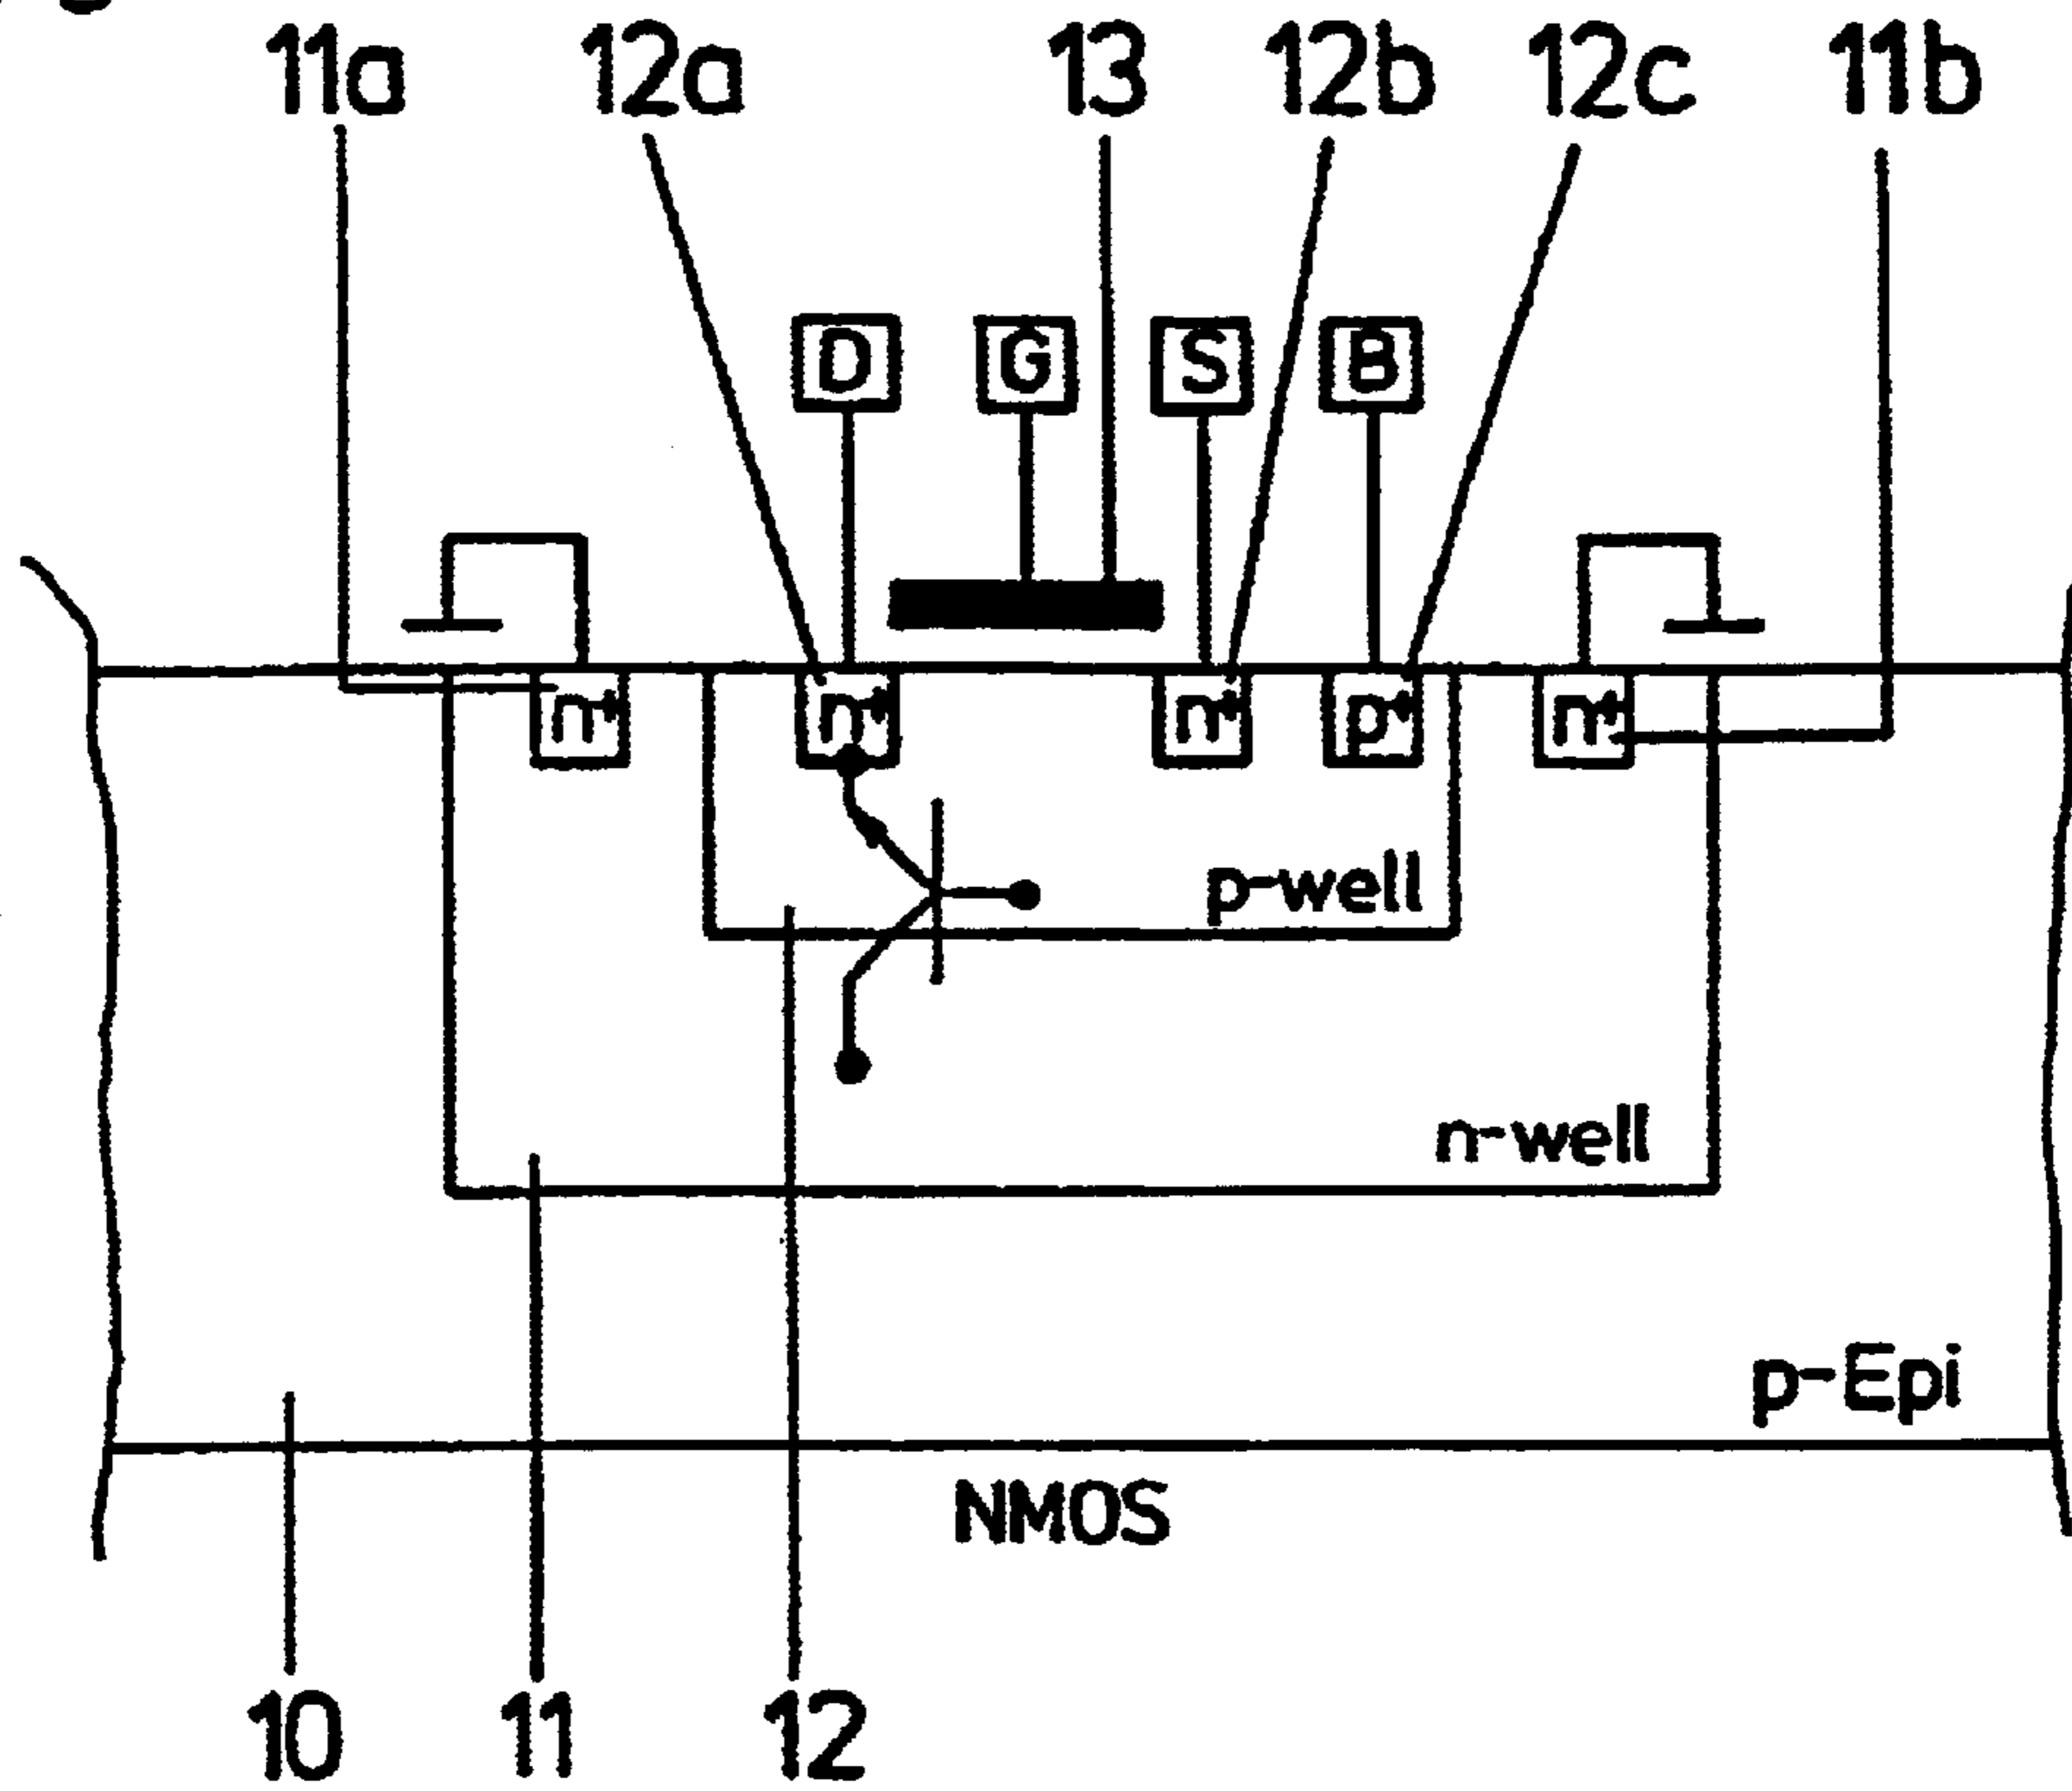 11a 12a 13 12b 12c 11b
D G S B
n+ n+ n+ p+ n+
p-well
n-well
p-Epi
NMOS
10 11 12